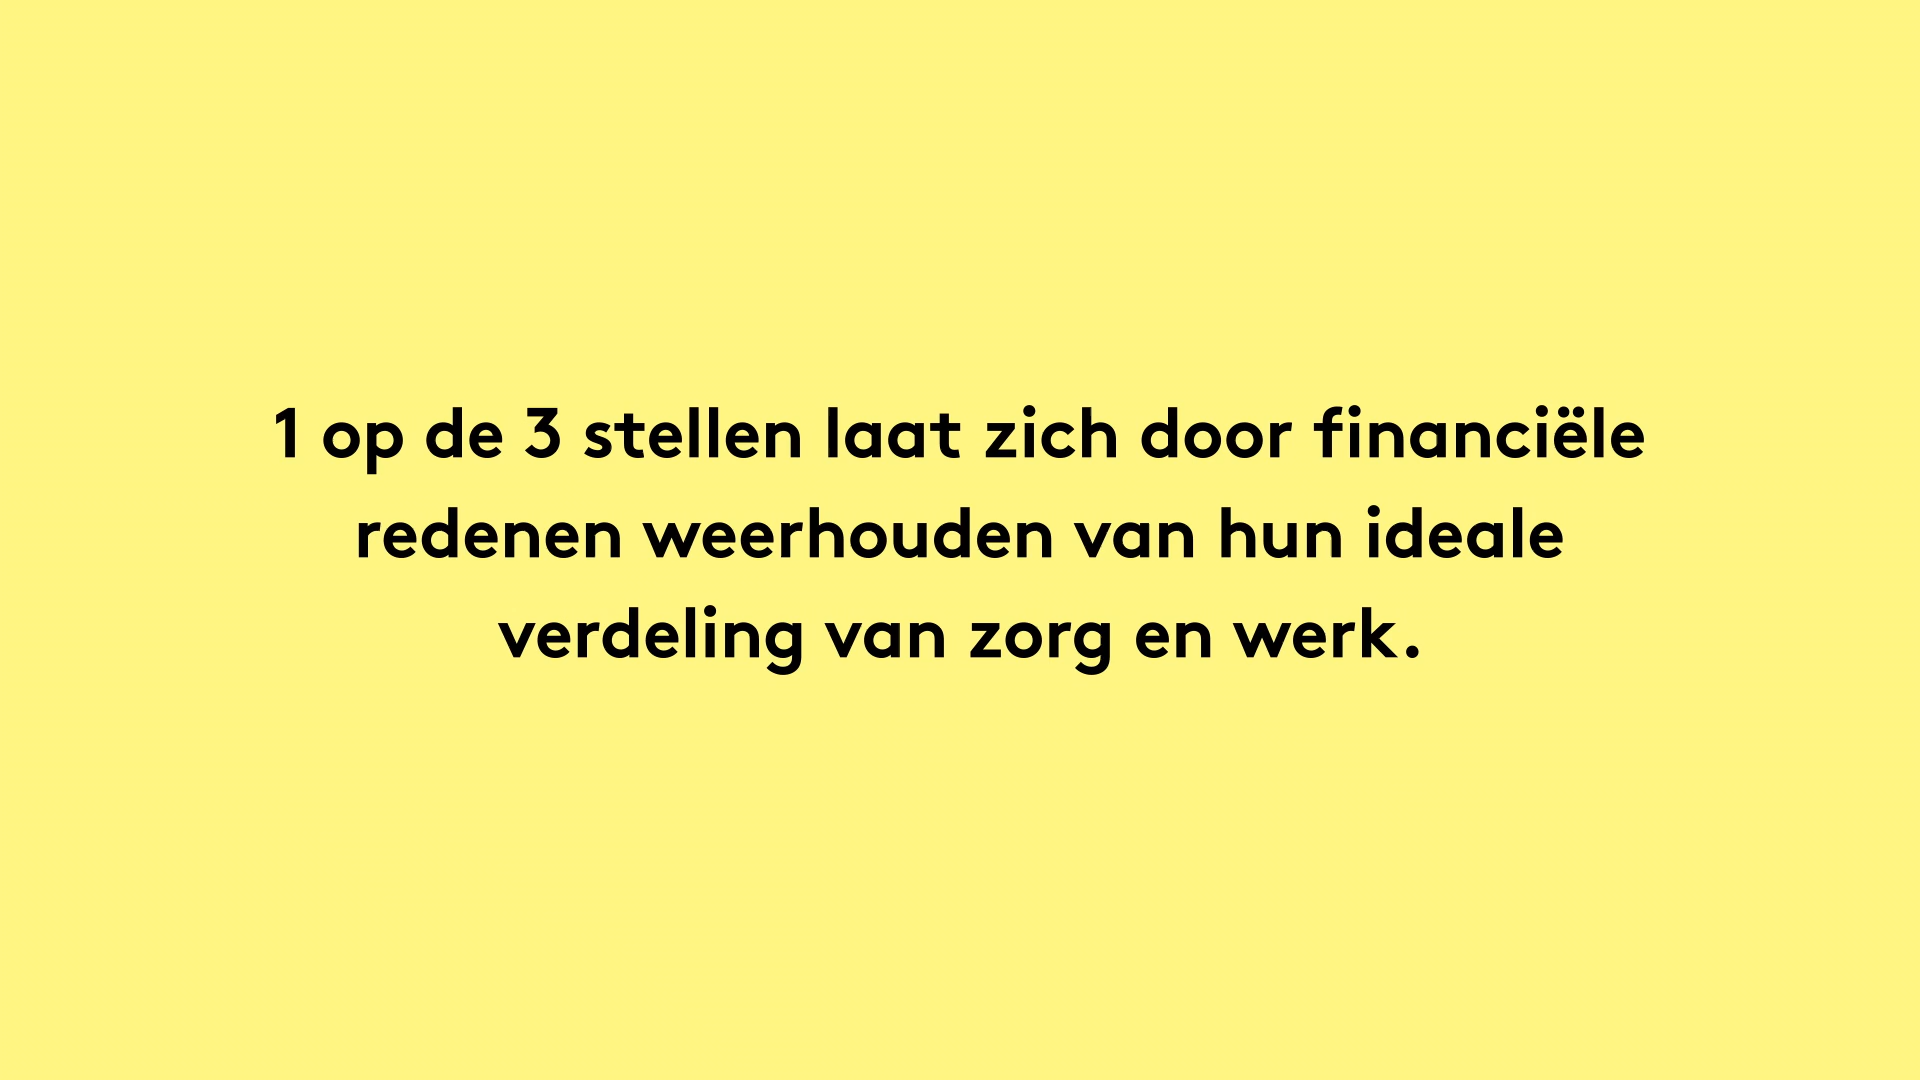 1 op de 3 stellen laat zich door financiële
redenen weerhouden van hun ideale
verdeling van zorg en werk.